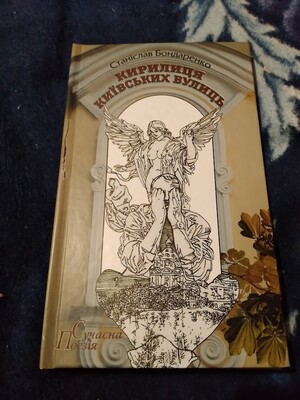 Станіслав Бондаренко
КИРИЛИЦЯ
КИЇВСЬКИХ ВУЛИЦЬ
Сучасна
Поезія